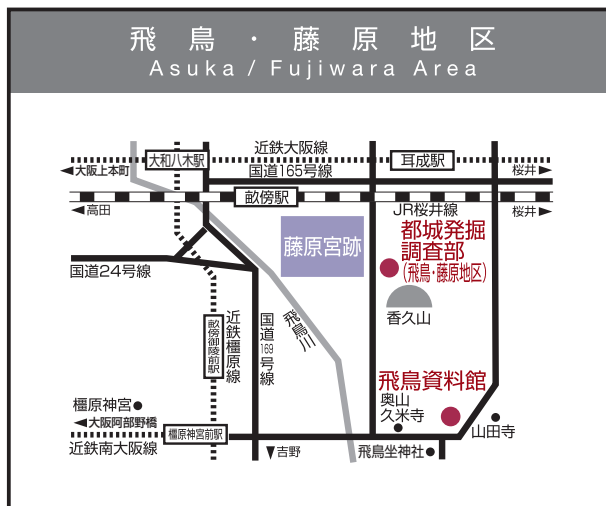 飛鳥・藤原地区
Asuka / Fujiwara Area
近鉄大阪線
大和八木駅
耳成駅
◀大阪上本町
国道165号線
桜井▶
畝傍駅
◀高田
JR桜井線
桜井▶
都城発掘
調査部
(飛鳥・藤原地区)
藤原宮跡
国道24号線
香久山
飛鳥川
近鉄橿原線
国道169号線
畝傍御陵前駅
飛鳥資料館
橿原神宮●
奥山
久米寺
◀大阪阿部野橋
橿原神宮前駅
山田寺
近鉄南大阪線
▼吉野
飛鳥坐神社●